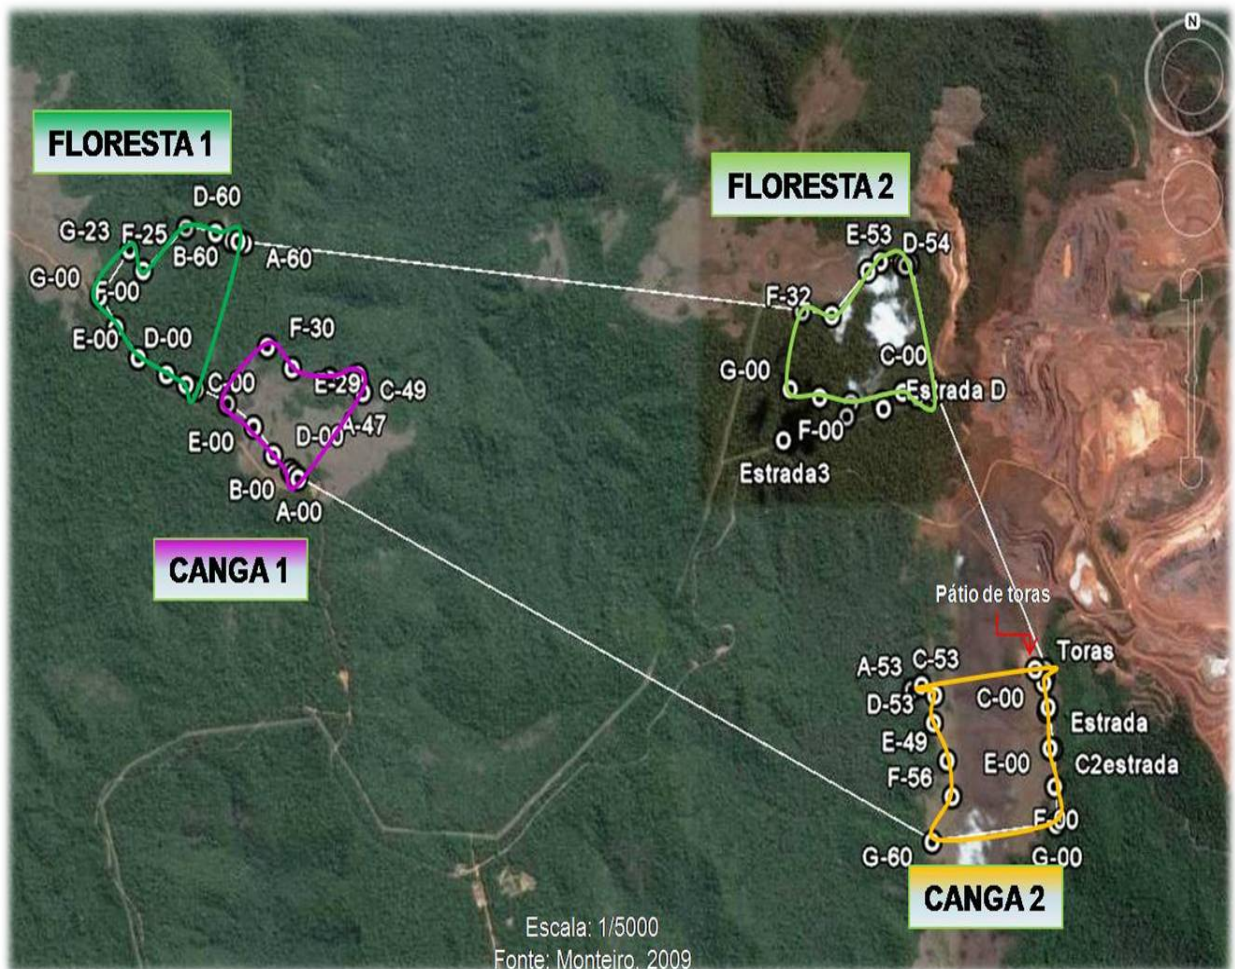 N
FLORESTA 1
FLORESTA 2
D-60
G-23
F-25
B-60
A-60
G-00
F-00
E-00
D-00
F-30
C-00
E-29
C-49
E-00
D-00
A-47
B-00
A-00
CANGA 1
E-53
D-54
F-32
G-00
C-00
Estrada D
F-00
Estrada3
Pátio de toras
Toras
A-53
C-53
D-53
C-00
Estrada
E-49
E-00
C2estrada
F-56
F-00
G-60
G-00
CANGA 2
Escala: 1/5000
Fonte: Monteiro, 2009